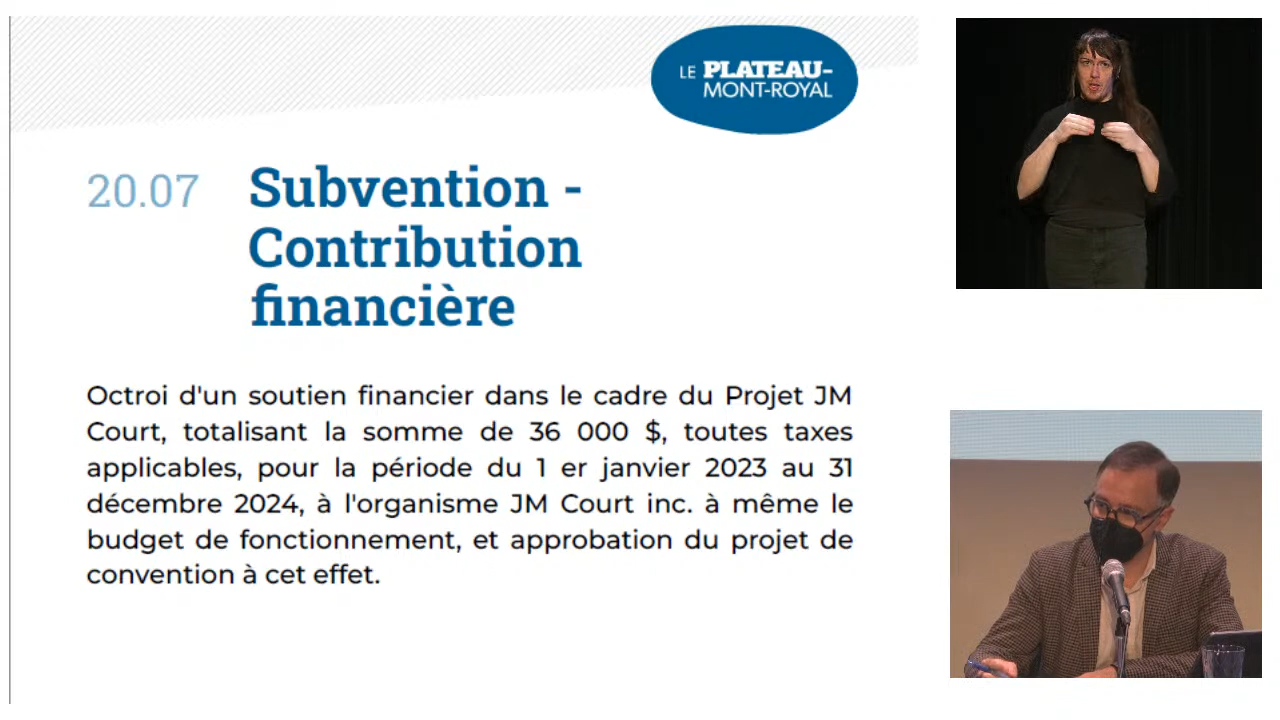 LE PLATEAU-
MONT-ROYAL
20.07 Subvention -
Contribution
financière
Octroi d'un soutien financier dans le cadre du Projet JM
Court, totalisant la somme de 36 000 $, toutes taxes
applicables, pour la période du 1 er janvier 2023 au 31
décembre 2024, à l'organisme JM Court inc. à même le
budget de fonctionnement, et approbation du projet de
convention à cet effet.